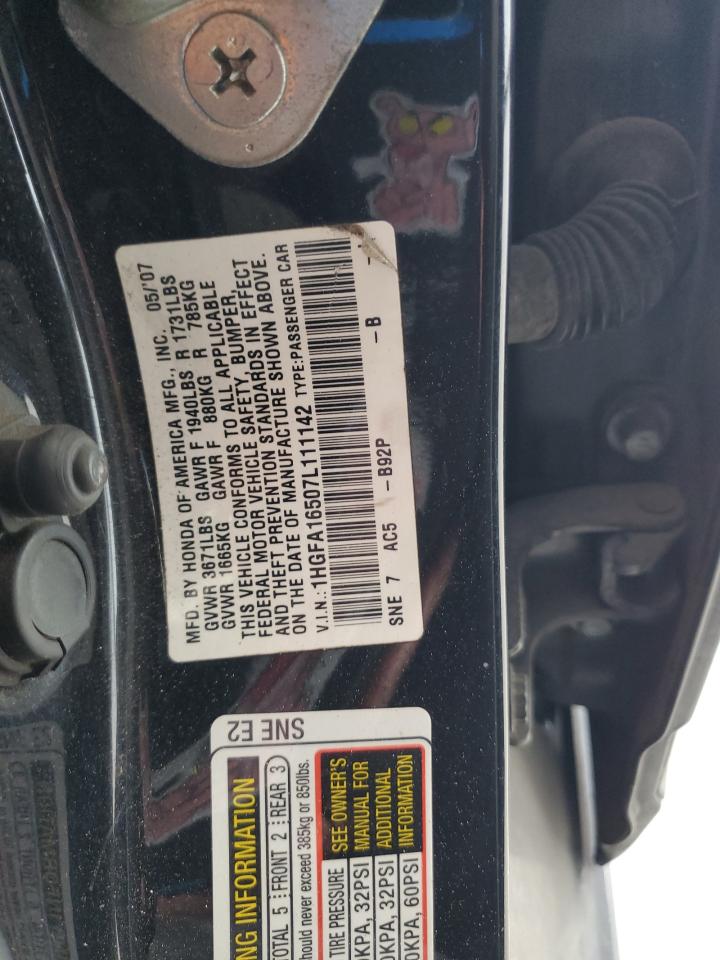 MFD. BY HONDA OF AMERICA MFG., INC. 05/'07
GVWR 3671LBS GAWR F 1940LBS R 1731LBS
GVWR 1665KG GAWR F 880KG R 785KG
THIS VEHICLE CONFORMS TO ALL APPLICABLE
FEDERAL MOTOR VEHICLE SAFETY, BUMPER,
AND THEFT PREVENTION STANDARDS IN EFFECT
ON THE DATE OF MANUFACTURE SHOWN ABOVE.
V.I.N.: 1HGFA16507L111142 TYPE:PASSENGER CAR
SNE 7 AC5 -B92P -B
SNE E2
INFORMATION
TOTAL 5 FRONT 2 REAR 3
should never exceed 385kg or 850lbs.
TIRE PRESSURE
32PSI
32PSI
60PSI
SEE OWNER'S
MANUAL FOR
ADDITIONAL
INFORMATION